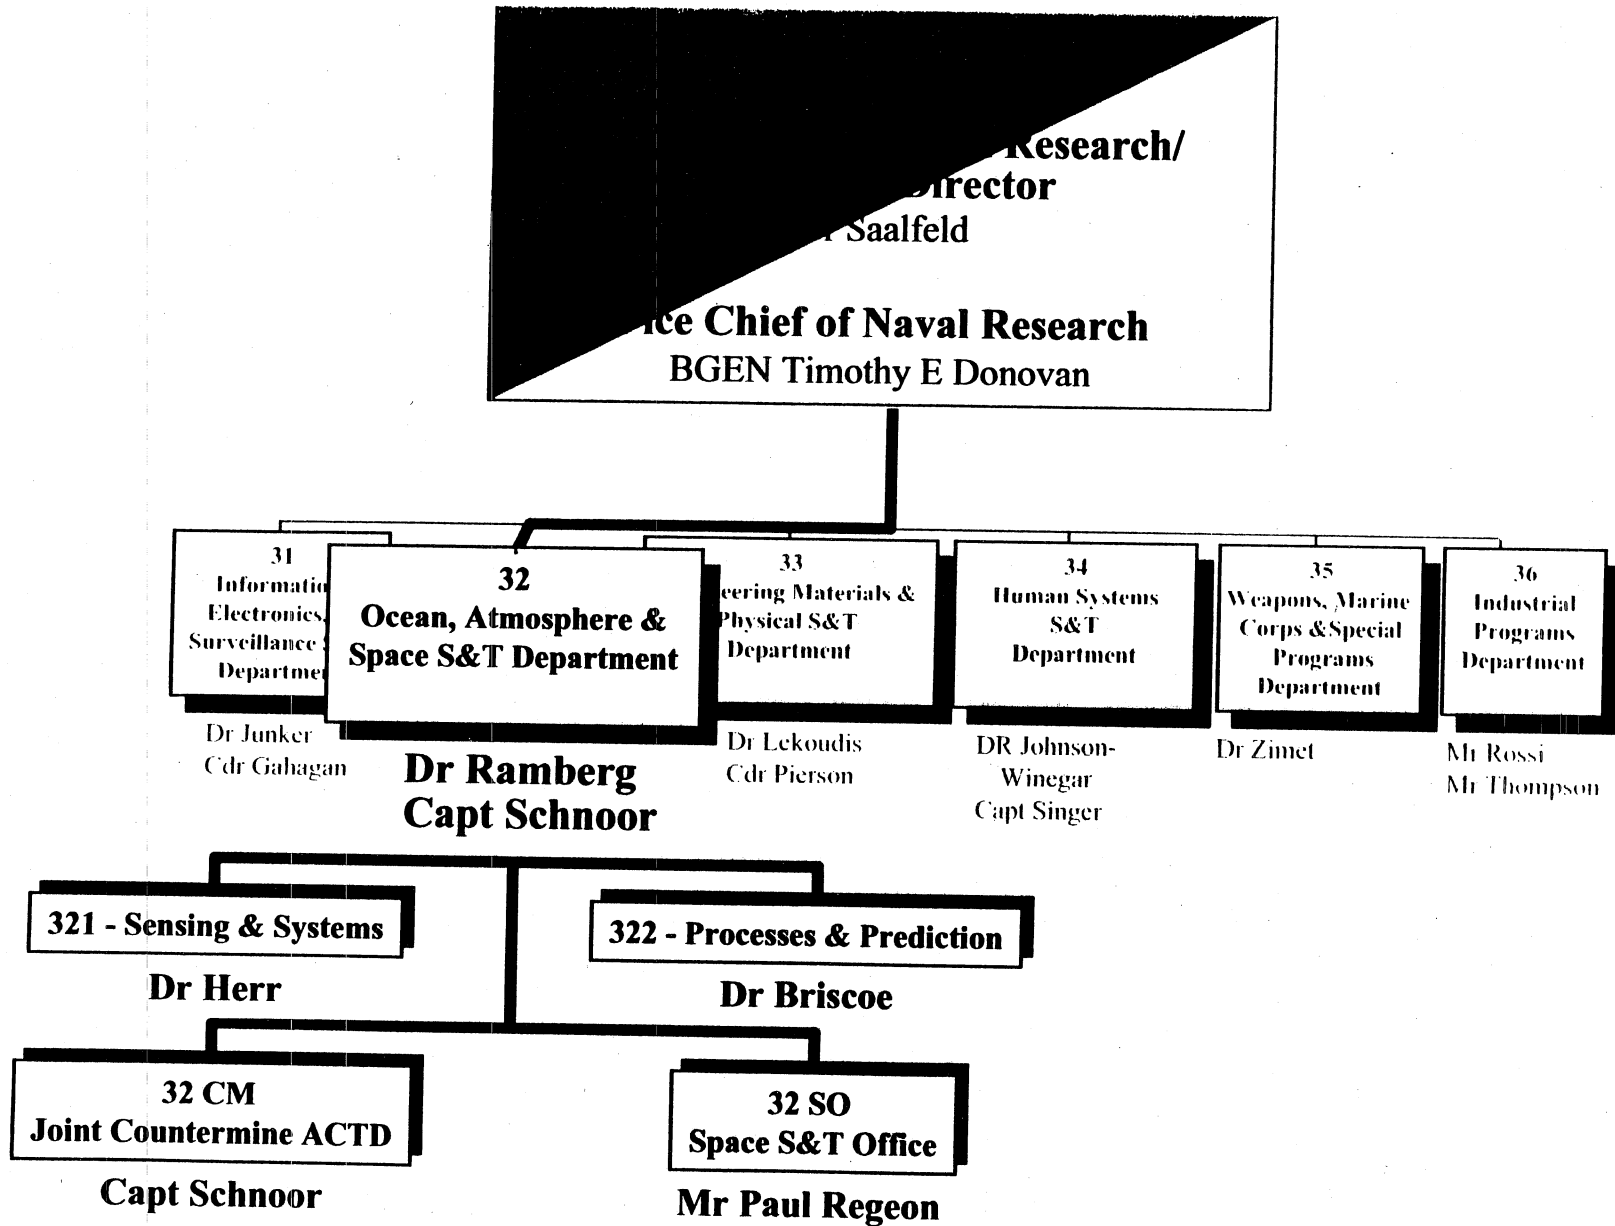 Research/
Director
Saalfeld
Vice Chief of Naval Research
BGEN Timothy E Donovan
31
Electronics,
Surveillance
32
Ocean, Atmosphere &
Space S&T Department
33
Materials &
Physical S&T
Department
34
Human Systems
S&T
Department
35
Weapons, Marine
Corps &Special
Programs
Department
36
Industrial
Programs
Department
Dr Junker
Cdr Gahagan
Dr Ramberg
Capt Schnoor
Dr Lekoudis
Cdr Pierson
DR Johnson-
Winegar
Capt Singer
Dr Zimet
Mr Rossi
Mr Thompson
321 - Sensing & Systems
Dr Herr
322 - Processes & Prediction
Dr Briscoe
32 CM
Joint Countermine ACTD
Capt Schnoor
32 SO
Space S&T Office
Mr Paul Regeon